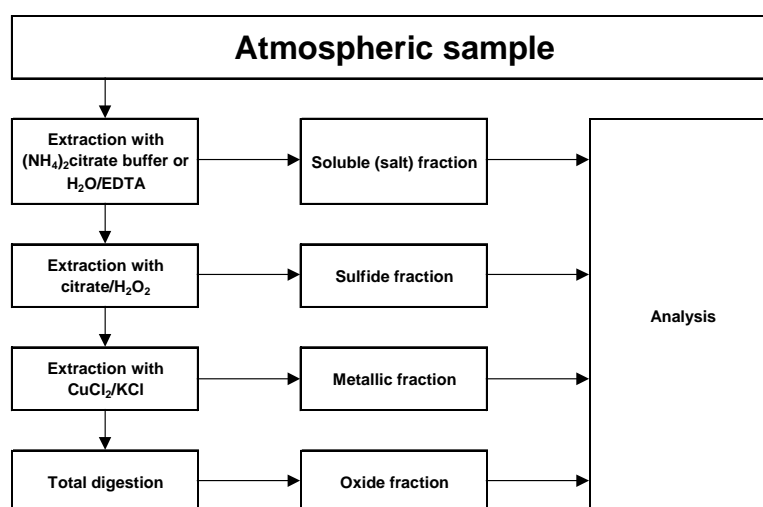 Atmospheric sample
Extraction with
(NH₄)₂citrate buffer or
H₂O/EDTA
Soluble (salt) fraction
Extraction with
citrate/H₂O₂
Sulfide fraction
Analysis
Extraction with
CuCl₂/KCl
Metallic fraction
Total digestion
Oxide fraction